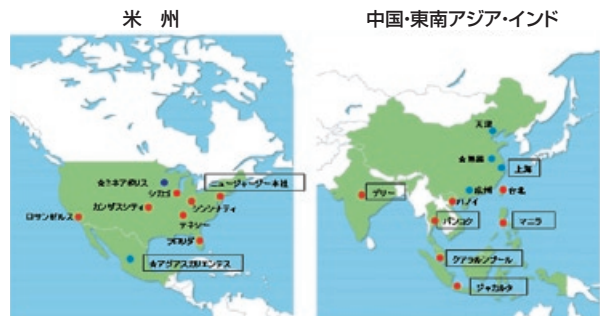 米 州
中国・東南アジア・インド
★ミネアポリス
シカゴ
ニュージャージー本社
カンザスシティ
シンシナティ
ロサンゼルス
テネシー
フロリダ
★アグアスカリエンテス
天津
★無錫
上海
デリー
広州
台北
ハノイ
バンコク
マニラ
クアラルンプール
ジャカルタ